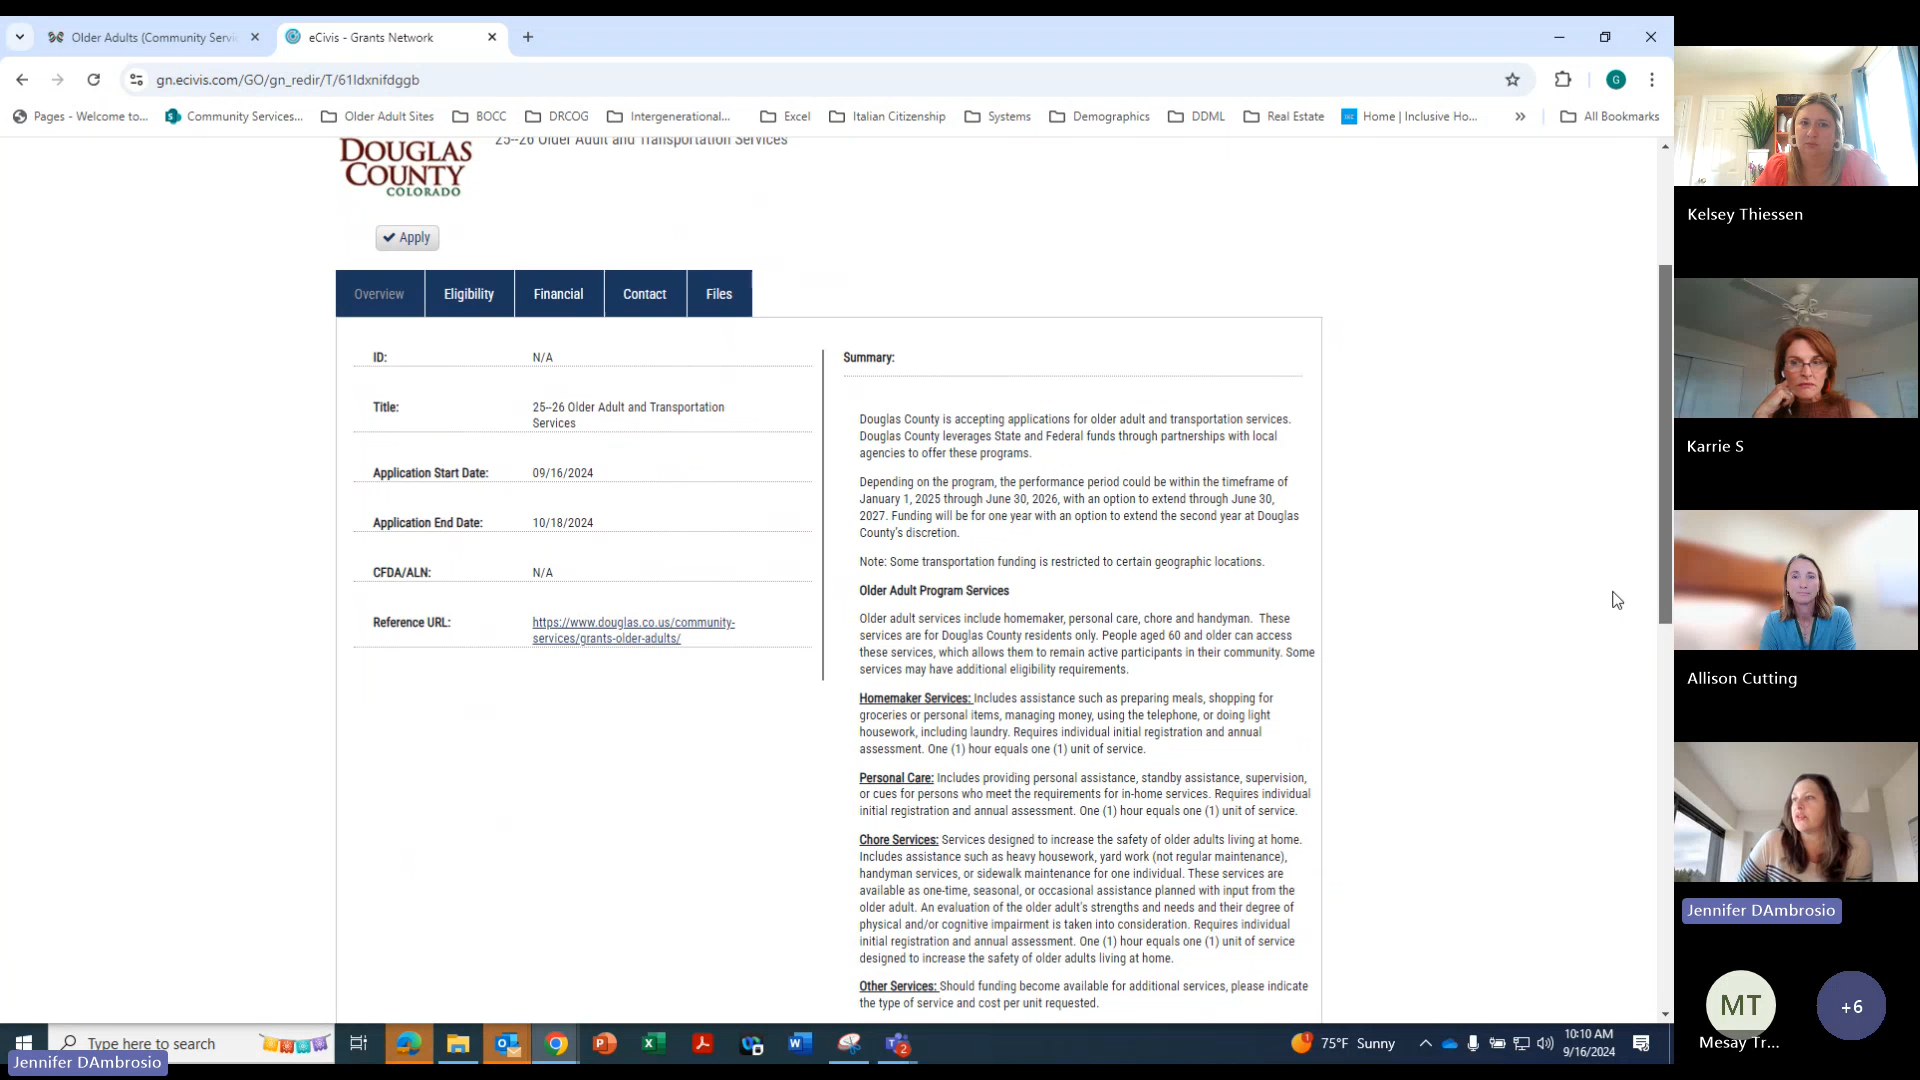 Older Adults (Community Servi
eCivis - Grants Network
gn.ecivis.com/GO/gn_redir/T/61ldxnifdggb
G
Pages - Welcome to...
Community Services...
Older Adult Sites
BOCC
DRCOG
Intergenerational...
Excel
Italian Citizenship
Systems
Demographics
DDML
Real Estate
Home | Inclusive Ho...
»
All Bookmarks
DOUGLAS
COUNTY
COLORADO
25--26 Older Adult and Transportation Services
Apply
Overview
Eligibility
Financial
Contact
Files
ID:
N/A
Title:
25--26 Older Adult and Transportation
Services
Application Start Date:
09/16/2024
Application End Date:
10/18/2024
CFDA/ALN:
N/A
Reference URL:
https://www.douglas.co.us/community-
services/grants-older-adults/
Summary:
Douglas County is accepting applications for older adult and transportation services.
Douglas County leverages State and Federal funds through partnerships with local
agencies to offer these programs.
Depending on the program, the performance period could be within the timeframe of
January 1, 2025 through June 30, 2026, with an option to extend through June 30,
2027. Funding will be for one year with an option to extend the second year at Douglas
County's discretion.
Note: Some transportation funding is restricted to certain geographic locations.
Older Adult Program Services
Older adult services include homemaker, personal care, chore and handyman. These
services are for Douglas County residents only. People aged 60 and older can access
these services, which allows them to remain active participants in their community. Some
services may have additional eligibility requirements.
Homemaker Services: Includes assistance such as preparing meals, shopping for
groceries or personal items, managing money, using the telephone, or doing light
housework, including laundry. Requires individual initial registration and annual
assessment. One (1) hour equals one (1) unit of service.
Personal Care: Includes providing personal assistance, standby assistance, supervision,
or cues for persons who meet the requirements for in-home services. Requires individual
initial registration and annual assessment. One (1) hour equals one (1) unit of service.
Chore Services: Services designed to increase the safety of older adults living at home.
Includes assistance such as heavy housework, yard work (not regular maintenance),
handyman services, or sidewalk maintenance for one individual. These services are
available as one-time, seasonal, or occasional assistance planned with input from the
older adult. An evaluation of the older adult's strengths and needs and their degree of
physical and/or cognitive impairment is taken into consideration. Requires individual
initial registration and annual assessment. One (1) hour equals one (1) unit of service
designed to increase the safety of older adults living at home.
Other Services: Should funding become available for additional services, please indicate
the type of service and cost per unit requested.
Type here to search
75°F Sunny
10:10 AM
9/16/2024
Jennifer DAmbrosio
Kelsey Thiessen
Karrie S
Allison Cutting
Jennifer DAmbrosio
MT
+6
Mesay Tr...